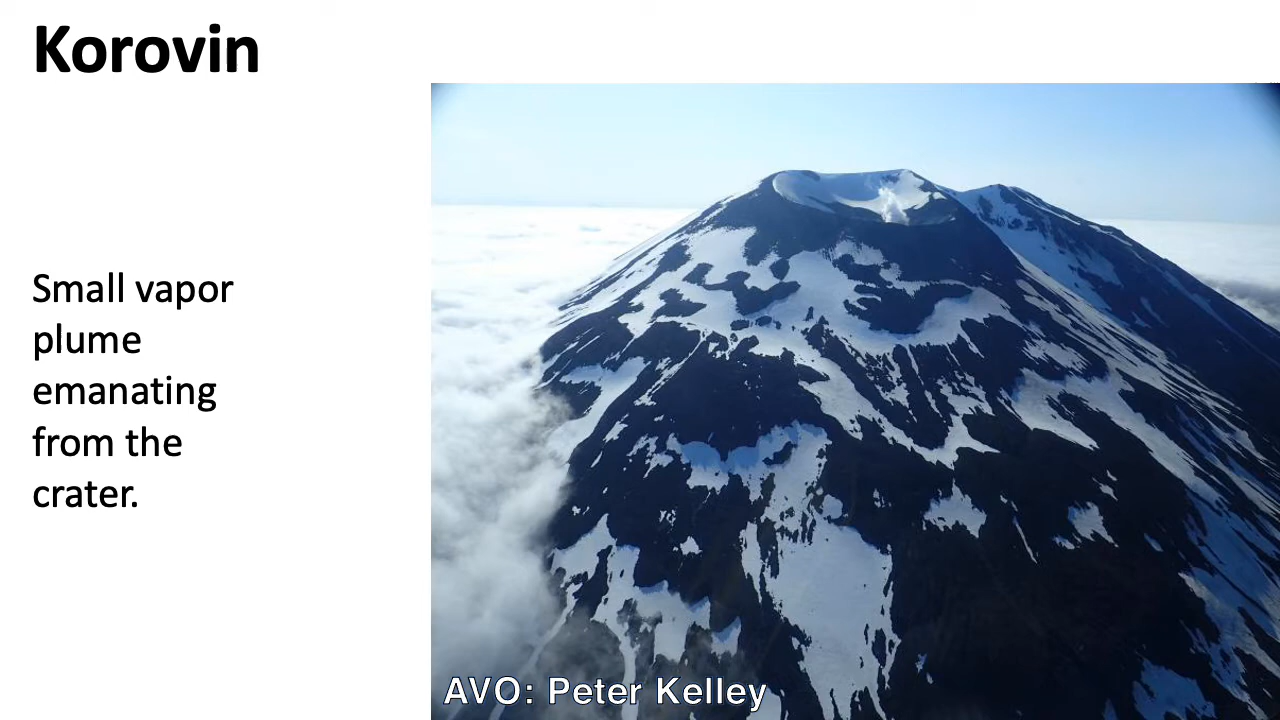 Korovin
Small vapor
plume
emanating
from the
crater.
AVO: Peter Kelley